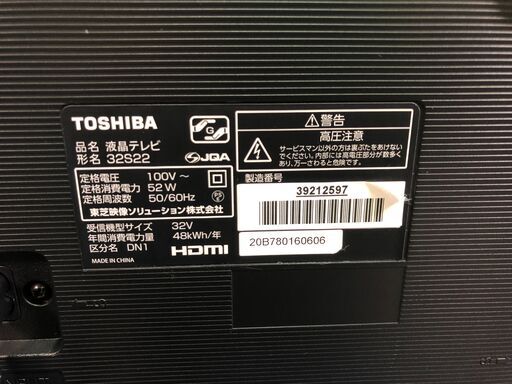 TOSHIBA
品名 液晶テレビ
形名 32S22
G
JQA
定格電圧 100V～
定格消費電力 52W
定格周波数 50/60Hz
東芝映像ソリューション株式会社
受信機型サイズ 32V
年間消費電力量 48kWh/年
区分名 DN1
MADE IN CHINA
HDMI
警告
高圧注意
サービスマン以外の方は裏ぶたをあけないで
ください。内部には高電圧部分が数多く
あり、万一さわると危険です。
製造番号
39212597
20B780160606